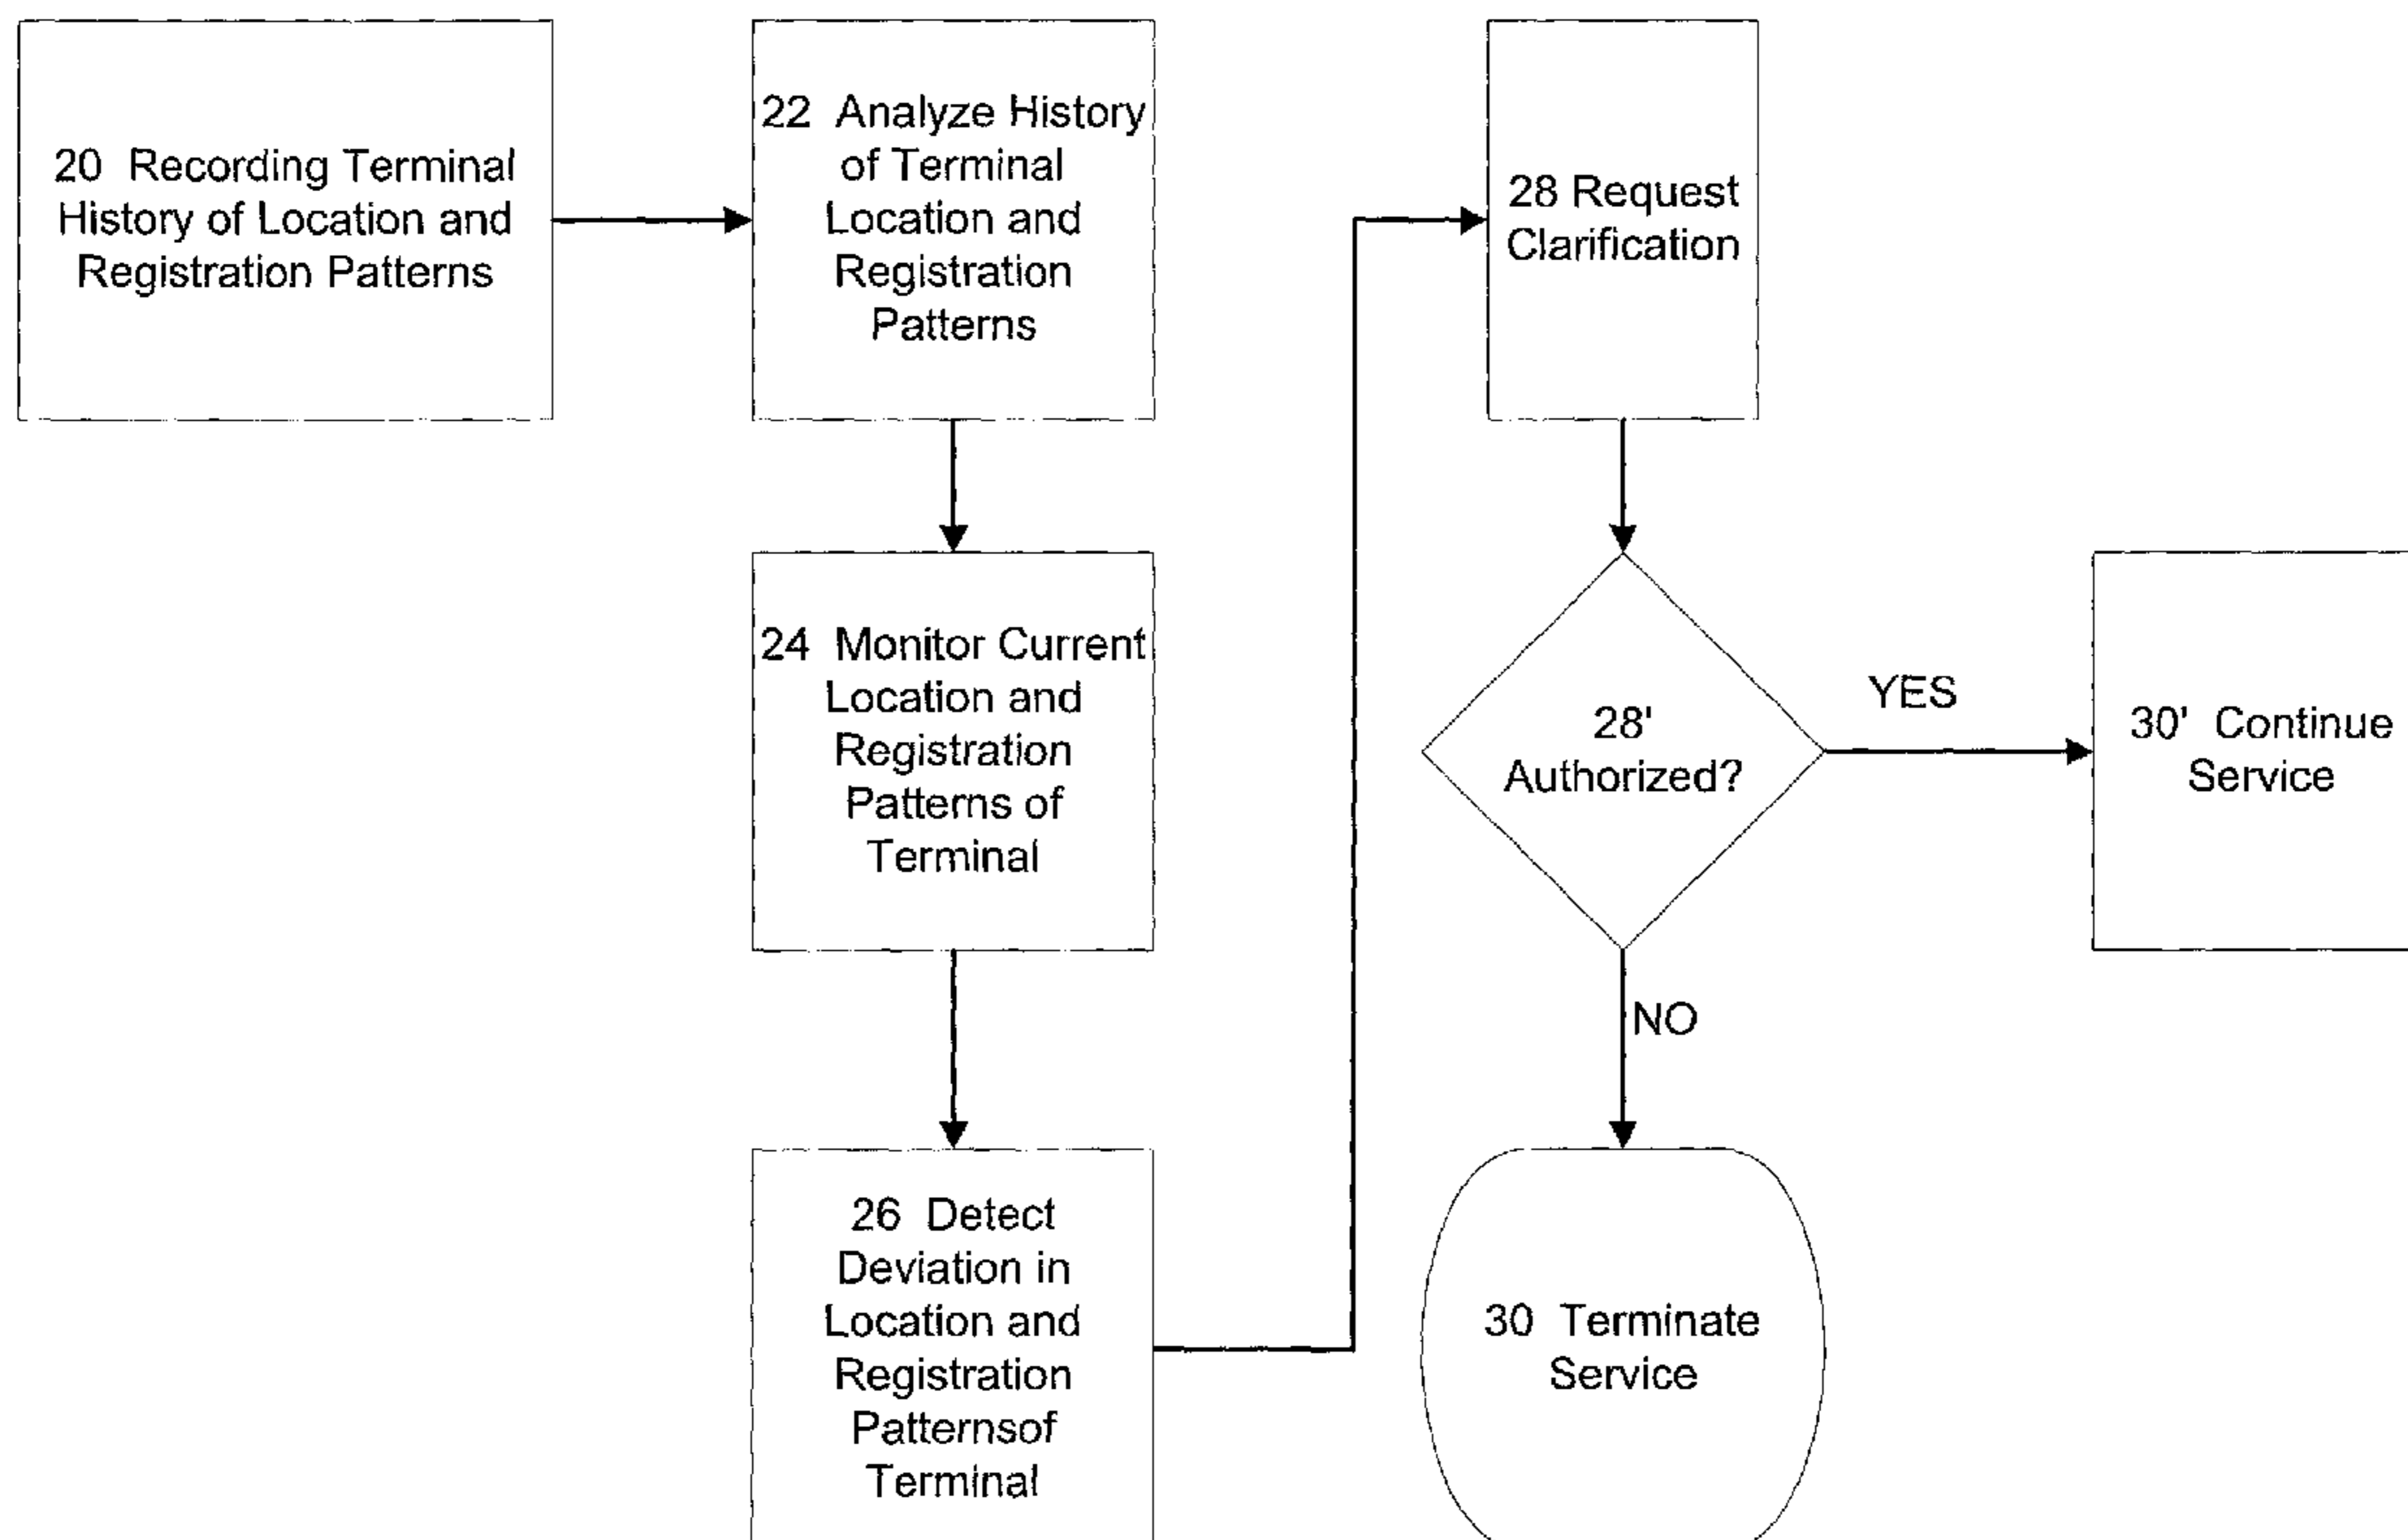 20 Recording Terminal
History of Location and
Registration Patterns
22 Analyze History
of Terminal
Location and
Registration
Patterns
24 Monitor Current
Location and
Registration
Patterns of
Terminal
26 Detect
Deviation in
Location and
Registration
Patternsof
Terminal
28 Request
Clarification
28'
Authorized?
YES
30' Continue
Service
NO
30 Terminate
Service